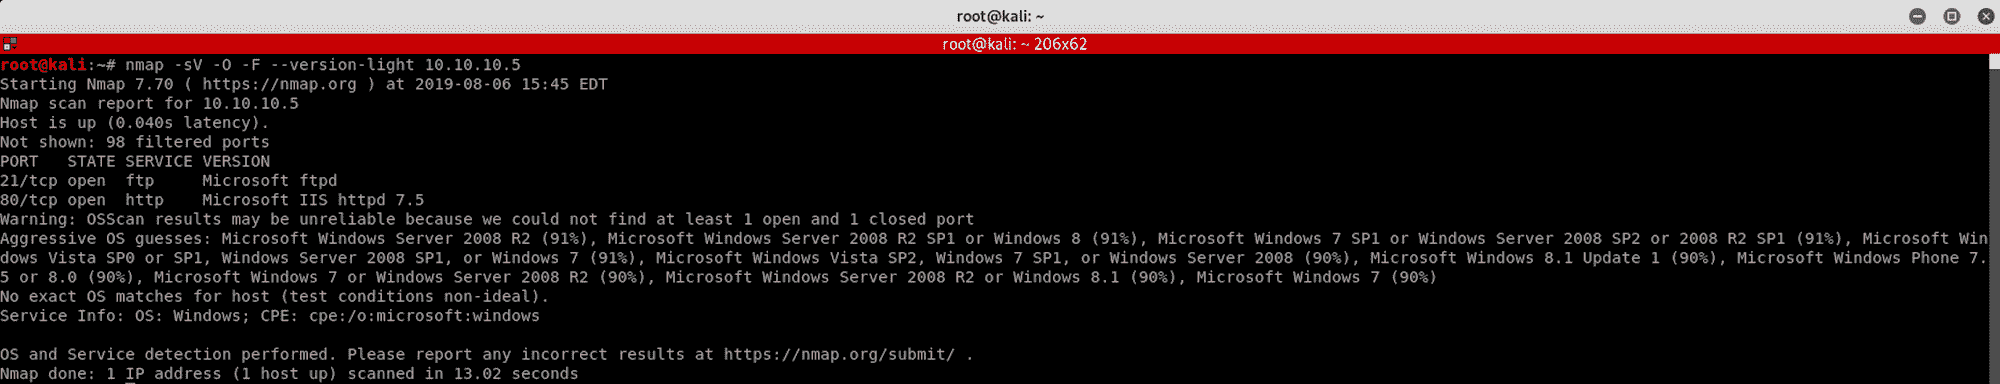 root@kali: ~
root@kali: ~ 206x62
root@kali:~# nmap -sV -O -F --version-light 10.10.10.5
Starting Nmap 7.70 ( https://nmap.org ) at 2019-08-06 15:45 EDT
Nmap scan report for 10.10.10.5
Host is up (0.040s latency).
Not shown: 98 filtered ports
PORT   STATE SERVICE VERSION
21/tcp open  ftp     Microsoft ftpd
80/tcp open  http    Microsoft IIS httpd 7.5
Warning: OSScan results may be unreliable because we could not find at least 1 open and 1 closed port
Aggressive OS guesses: Microsoft Windows Server 2008 R2 (91%), Microsoft Windows Server 2008 R2 SP1 or Windows 8 (91%), Microsoft Windows 7 SP1 or Windows Server 2008 SP2 or 2008 R2 SP1 (91%), Microsoft Win
dows Vista SP0 or SP1, Windows Server 2008 SP1, or Windows 7 (91%), Microsoft Windows Vista SP2, Windows 7 SP1, or Windows Server 2008 (90%), Microsoft Windows 8.1 Update 1 (90%), Microsoft Windows Phone 7.
5 or 8.0 (90%), Microsoft Windows 7 or Windows Server 2008 R2 (90%), Microsoft Windows Server 2008 R2 or Windows 8.1 (90%), Microsoft Windows 7 (90%)
No exact OS matches for host (test conditions non-ideal).
Service Info: OS: Windows; CPE: cpe:/o:microsoft:windows

OS and Service detection performed. Please report any incorrect results at https://nmap.org/submit/ .
Nmap done: 1 IP address (1 host up) scanned in 13.02 seconds